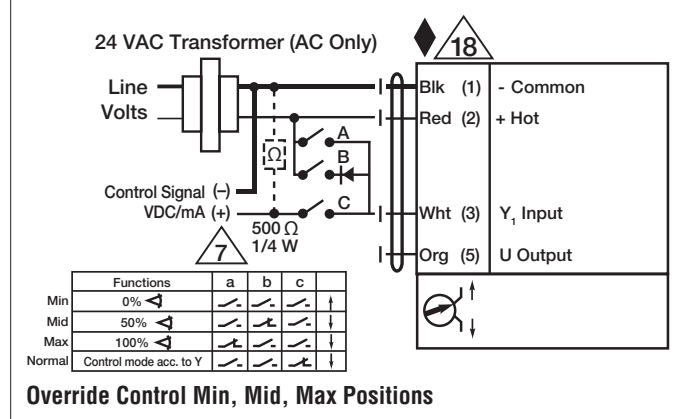 24 VAC Transformer (AC Only)
18
Line
Volts
Blk (1) - Common
Red (2) + Hot
A
B
C
Ω
Control Signal (–)
VDC/mA (+)
500 Ω
1/4 W
7
Wht (3) Y1 Input
Org (5) U Output
Functions a b c
Min 0%
Mid 50%
Max 100%
Normal Control mode acc. to Y
Override Control Min, Mid, Max Positions